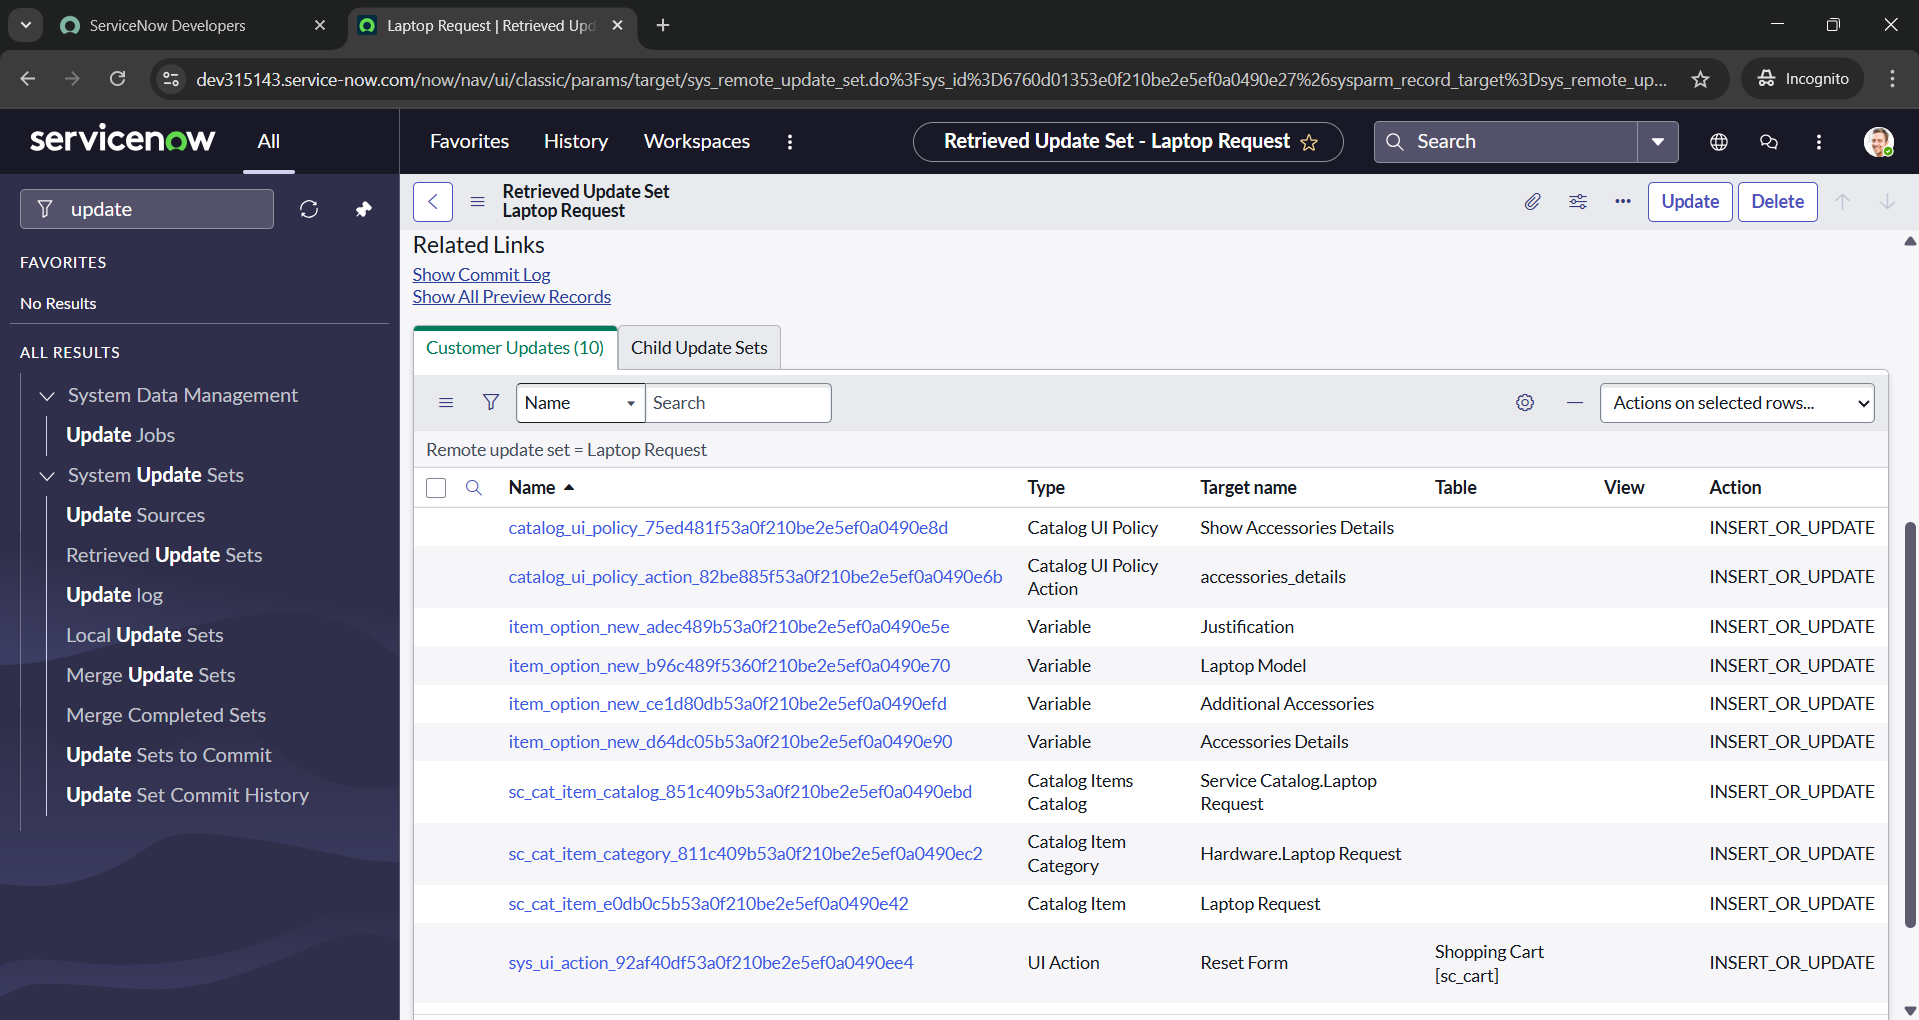 ServiceNow Developers
Laptop Request | Retrieved Upd
dev315143.service-now.com/now/nav/ui/classic/params/target/sys_remote_update_set.do%3Fsys_id%3D6760d01353e0f210be2e5ef0a0490e27%26sysparm_record_target%3Dsys_remote_up...
Incognito
servicenow
All
Favorites
History
Workspaces
Retrieved Update Set - Laptop Request
Search
update
FAVORITES
No Results
ALL RESULTS
System Data Management
Update Jobs
System Update Sets
Update Sources
Retrieved Update Sets
Update log
Local Update Sets
Merge Update Sets
Merge Completed Sets
Update Sets to Commit
Update Set Commit History
Retrieved Update Set
Laptop Request
Update
Delete
Related Links
Show Commit Log
Show All Preview Records
Customer Updates (10)
Child Update Sets
Name
Search
Actions on selected rows...
Remote update set = Laptop Request
Name Type Target name Table View Action
catalog_ui_policy_75ed481f53a0f210be2e5ef0a0490e8d Catalog UI Policy Show Accessories Details INSERT_OR_UPDATE
catalog_ui_policy_action_82be885f53a0f210be2e5ef0a0490e6b Catalog UI Policy Action accessories_details INSERT_OR_UPDATE
item_option_new_adec489b53a0f210be2e5ef0a0490e5e Variable Justification INSERT_OR_UPDATE
item_option_new_b96c489f5360f210be2e5ef0a0490e70 Variable Laptop Model INSERT_OR_UPDATE
item_option_new_ce1d80db53a0f210be2e5ef0a0490efd Variable Additional Accessories INSERT_OR_UPDATE
item_option_new_d64dc05b53a0f210be2e5ef0a0490e90 Variable Accessories Details INSERT_OR_UPDATE
sc_cat_item_catalog_851c409b53a0f210be2e5ef0a0490ebd Catalog Items Catalog Service Catalog.Laptop Request INSERT_OR_UPDATE
sc_cat_item_category_811c409b53a0f210be2e5ef0a0490ec2 Catalog Item Category Hardware.Laptop Request INSERT_OR_UPDATE
sc_cat_item_e0db0c5b53a0f210be2e5ef0a0490e42 Catalog Item Laptop Request INSERT_OR_UPDATE
sys_ui_action_92af40df53a0f210be2e5ef0a0490ee4 UI Action Reset Form Shopping Cart [sc_cart] INSERT_OR_UPDATE